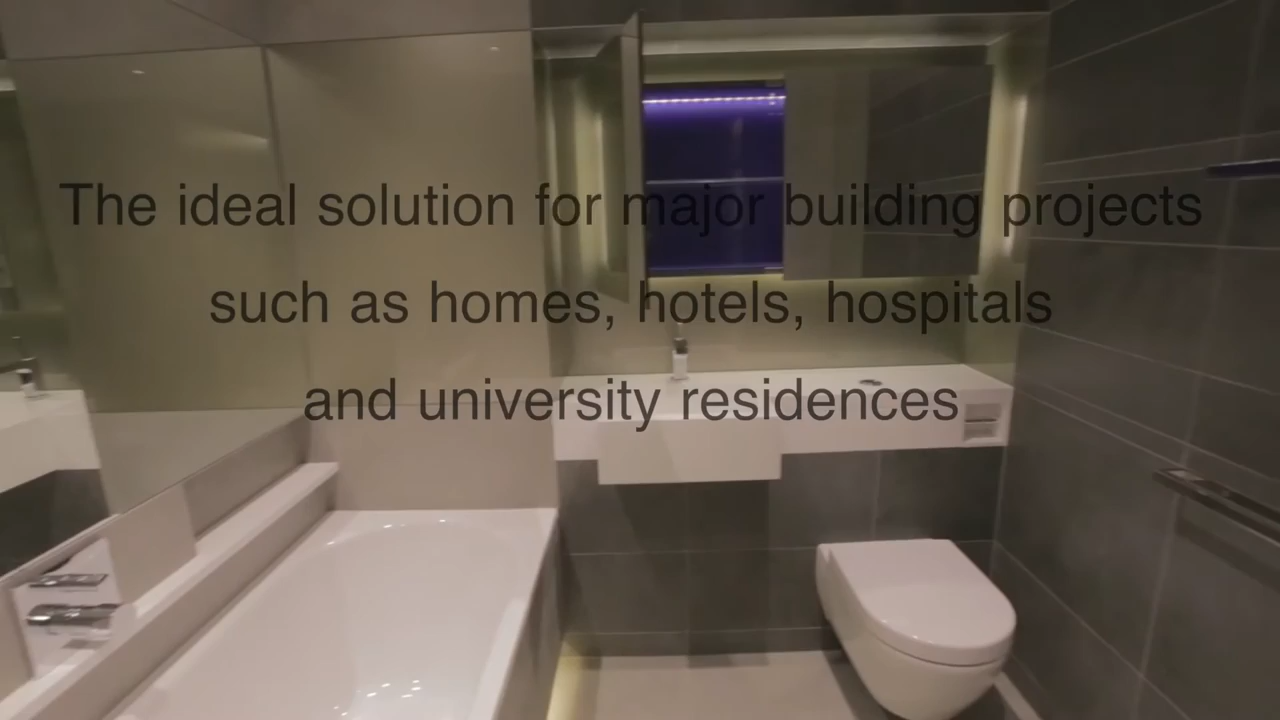 The ideal solution for major building projects
such as homes, hotels, hospitals
and university residences